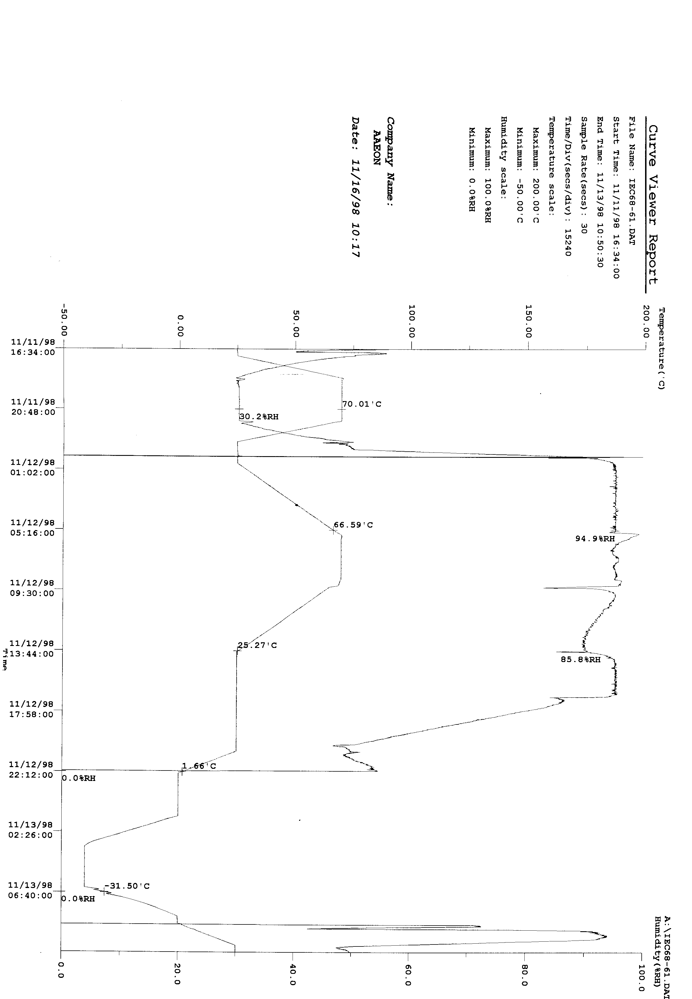 Curve Viewer Report
File Name: IEC68-61.DAT
Start Time: 11/11/98 16:34:00
End Time: 11/13/98 10:50:30
Sample Rate(secs): 30
Time/Div(secs/div): 15240
Temperature scale:
Maximum: 200.00'C
Minimum: -50.00'C
Humidity scale:
Maximum: 100.0%RH
Minimum: 0.0%RH
Company Name:
AAEON
Date: 11/16/98 10:17
Temperature('C)
200.00
150.00
100.00
50.00
0.00
-50.00
A:\IEC68-61.DAT
Humidity(%RH)
100.0
80.0
60.0
40.0
20.0
0.0
70.01'C
30.2%RH
66.59'C
94.9%RH
25.27'C
85.8%RH
1.66'C
0.0%RH
-31.50'C
0.0%RH
11/11/98
16:34:00
11/11/98
20:48:00
11/12/98
01:02:00
11/12/98
05:16:00
11/12/98
09:30:00
11/12/98
13:44:00
11/12/98
17:58:00
11/12/98
22:12:00
11/13/98
02:26:00
11/13/98
06:40:00
Time